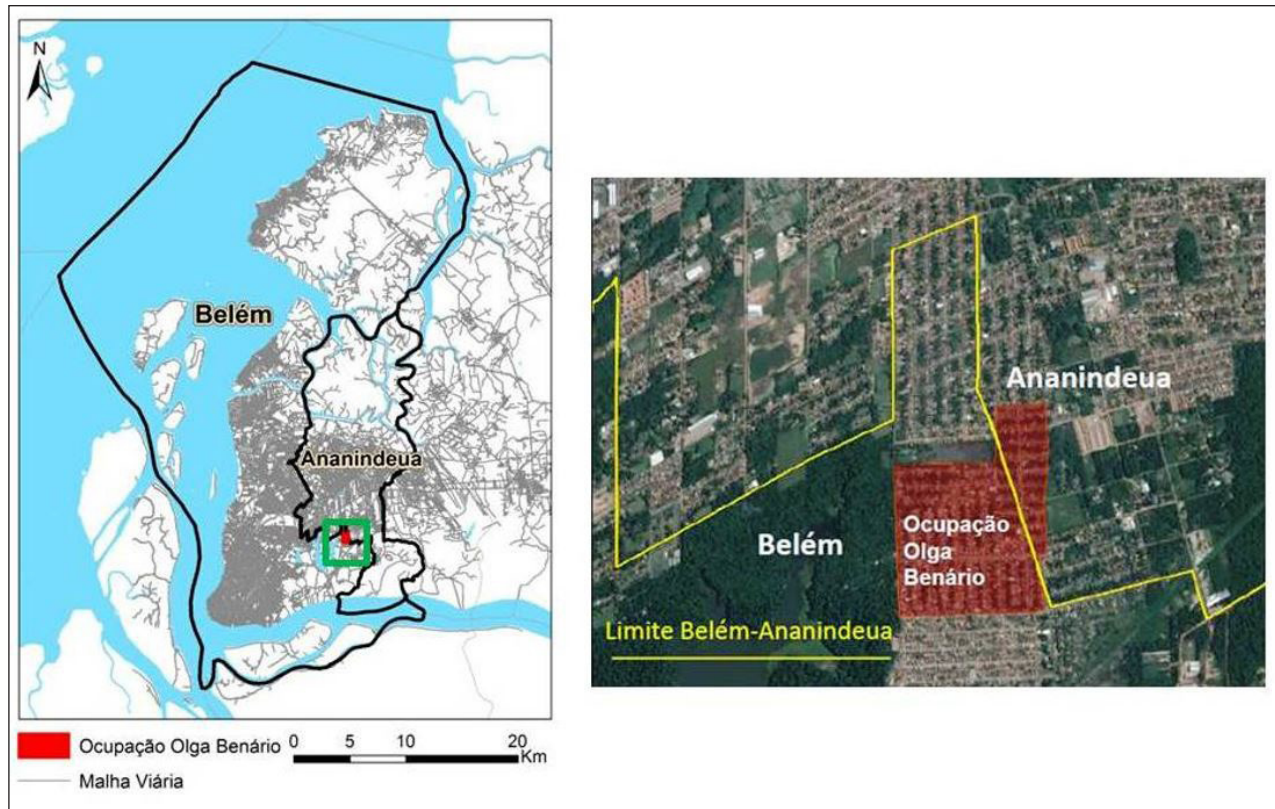 N
Belém
Ananindeua
Ocupação Olga Benário
Malha Viária
0 5 10 20
Km
Ananindeua
Belém
Ocupação
Olga
Benário
Limite Belém-Ananindeua